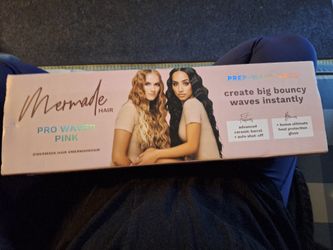 Mermade
HAIR
PRO WAVER
PINK
create big bouncy
waves instantly
advanced
ceramic barrel
+ auto shut-off
+ bonus ultimate
heat protection
glove